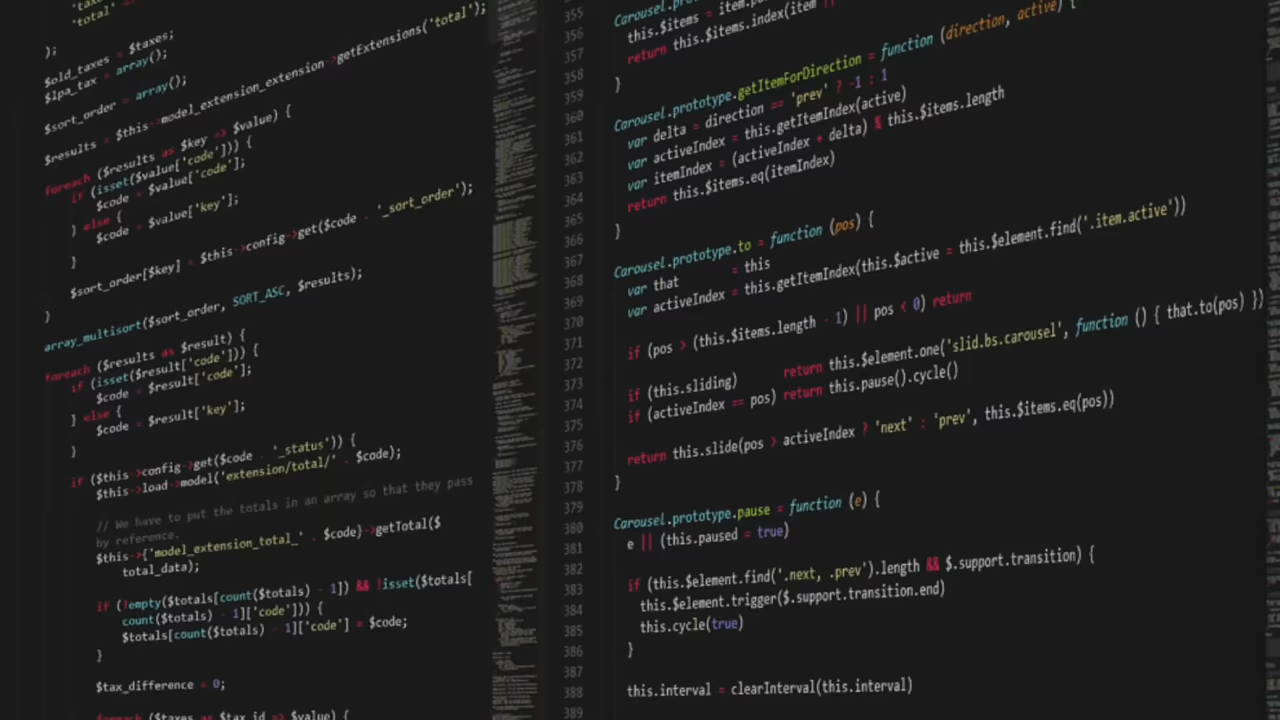 'total'
);
$old_taxes = $taxes;
$lpa_tax = array();
$sort_order = array();
$results = $this->model_extension_extension->getExtensions('total');
foreach ($results as $key => $value) {
if (isset($value['code'])) {
$code = $value['code'];
} else {
$code = $value['key'];
}
$sort_order[$key] = $this->config->get($code . '_sort_order');
}
array_multisort($sort_order, SORT_ASC, $results);
foreach ($results as $result) {
if (isset($result['code'])) {
$code = $result['code'];
} else {
$code = $result['key'];
}
if ($this->config->get($code . '_status')) {
$this->load->model('extension/total/' . $code);
// We have to put the totals in an array so that they pass
by reference.
$this->{'model_extension_total_' . $code}->getTotal($
total_data);
if (!empty($totals[count($totals) - 1]) && !isset($totals[
count($totals) - 1]['code'])) {
$totals[count($totals) - 1]['code'] = $code;
}
$tax_difference = 0;
foreach ($taxes as $tax_id => $value) {
355
356 this.$items = item.
357 return this.$items.index(item ||
358 }
359
360 Carousel.prototype.getItemForDirection = function (direction, active) {
361 var delta = direction == 'prev' ? -1 : 1
362 var activeIndex = this.getItemIndex(active)
363 var itemIndex = (activeIndex + delta) % this.$items.length
364 return this.$items.eq(itemIndex)
365 }
366
367 Carousel.prototype.to = function (pos) {
368 var that = this
369 var activeIndex = this.getItemIndex(this.$active = this.$element.find('.item.active'))
370
371 if (pos > (this.$items.length - 1) || pos < 0) return
372
373 if (this.sliding) return this.$element.one('slid.bs.carousel', function () { that.to(pos) })
374 if (activeIndex == pos) return this.pause().cycle()
375
376 return this.slide(pos > activeIndex ? 'next' : 'prev', this.$items.eq(pos))
377 }
378
379 Carousel.prototype.pause = function (e) {
380 e || (this.paused = true)
381
382 if (this.$element.find('.next, .prev').length && $.support.transition) {
383 this.$element.trigger($.support.transition.end)
384 this.cycle(true)
385 }
386
387 this.interval = clearInterval(this.interval)
388
389